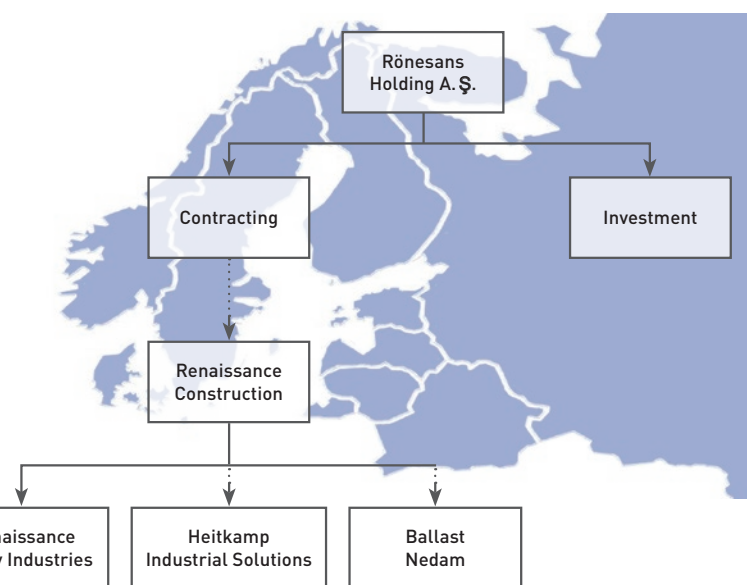 Rönesans
Holding A.Ş.
Contracting
Investment
Renaissance
Construction
Industries
Heitkamp
Industrial Solutions
Ballast
Nedam